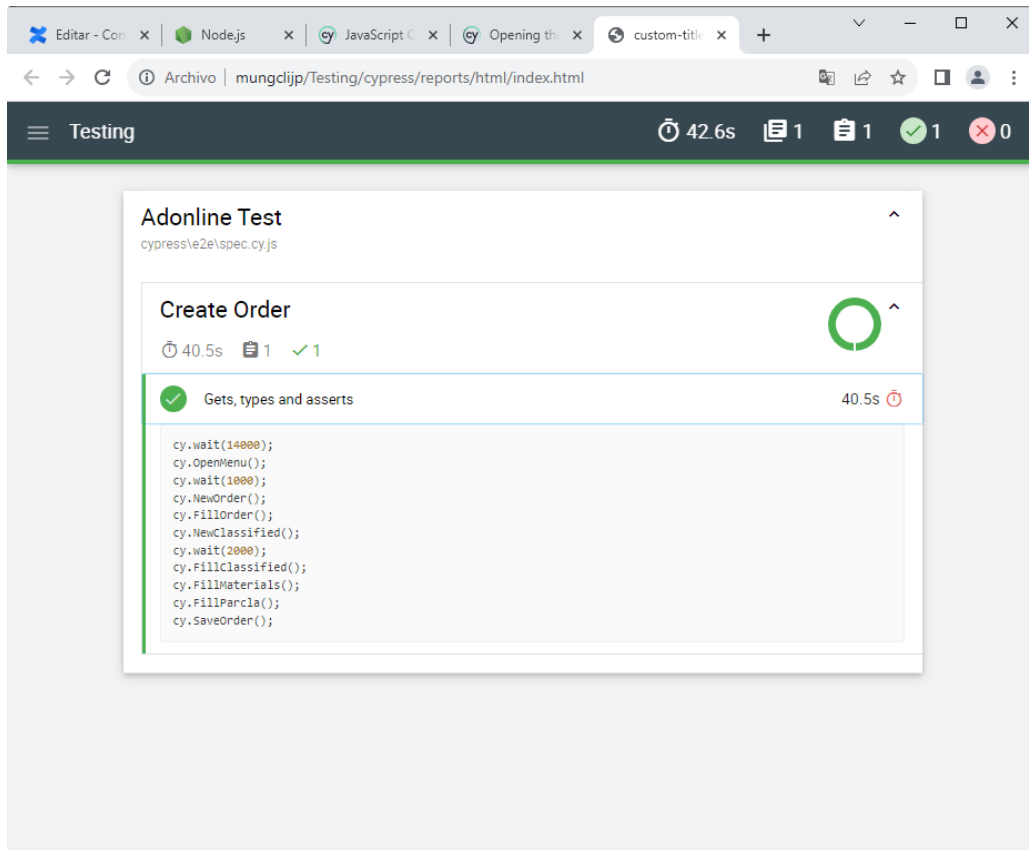 Editar - Con
Node.js
JavaScript C
Opening th
custom-title
Archivo | mungclijp/Testing/cypress/reports/html/index.html
Testing
42.6s
1
1
1
0
Adonline Test
cypress\e2e\spec.cy.js
Create Order
40.5s
1
1
Gets, types and asserts
40.5s
cy.wait(14000);
cy.OpenMenu();
cy.wait(1000);
cy.NewOrder();
cy.FillOrder();
cy.NewClassified();
cy.wait(2000);
cy.FillClassified();
cy.FillMaterials();
cy.FillParcla();
cy.SaveOrder();